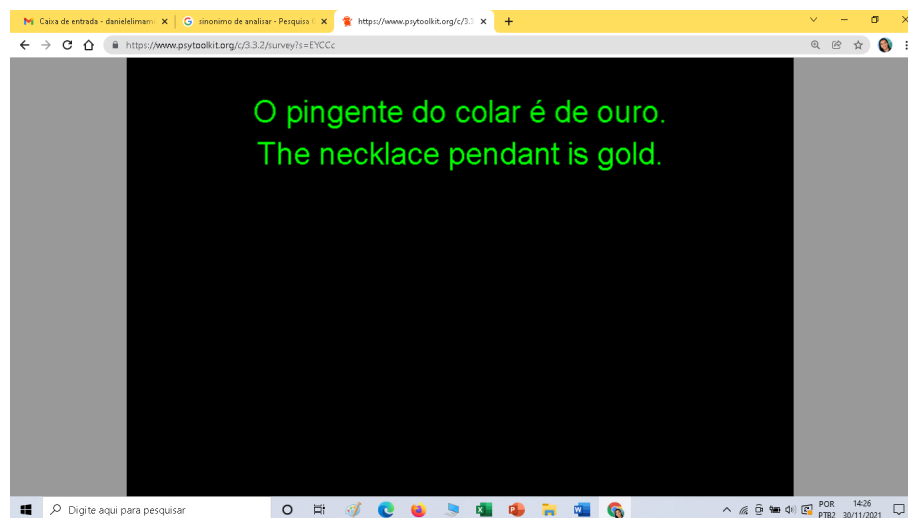 Caixa de entrada - danielelimam
sinonimo de analisar - Pesquisa
https://www.psytoolkit.org/c/3.3.
https://www.psytoolkit.org/c/3.3.2/survey?s=EYCCc
O pingente do colar é de ouro.
The necklace pendant is gold.
Digite aqui para pesquisar
POR
PTB2
14:26
30/11/2021